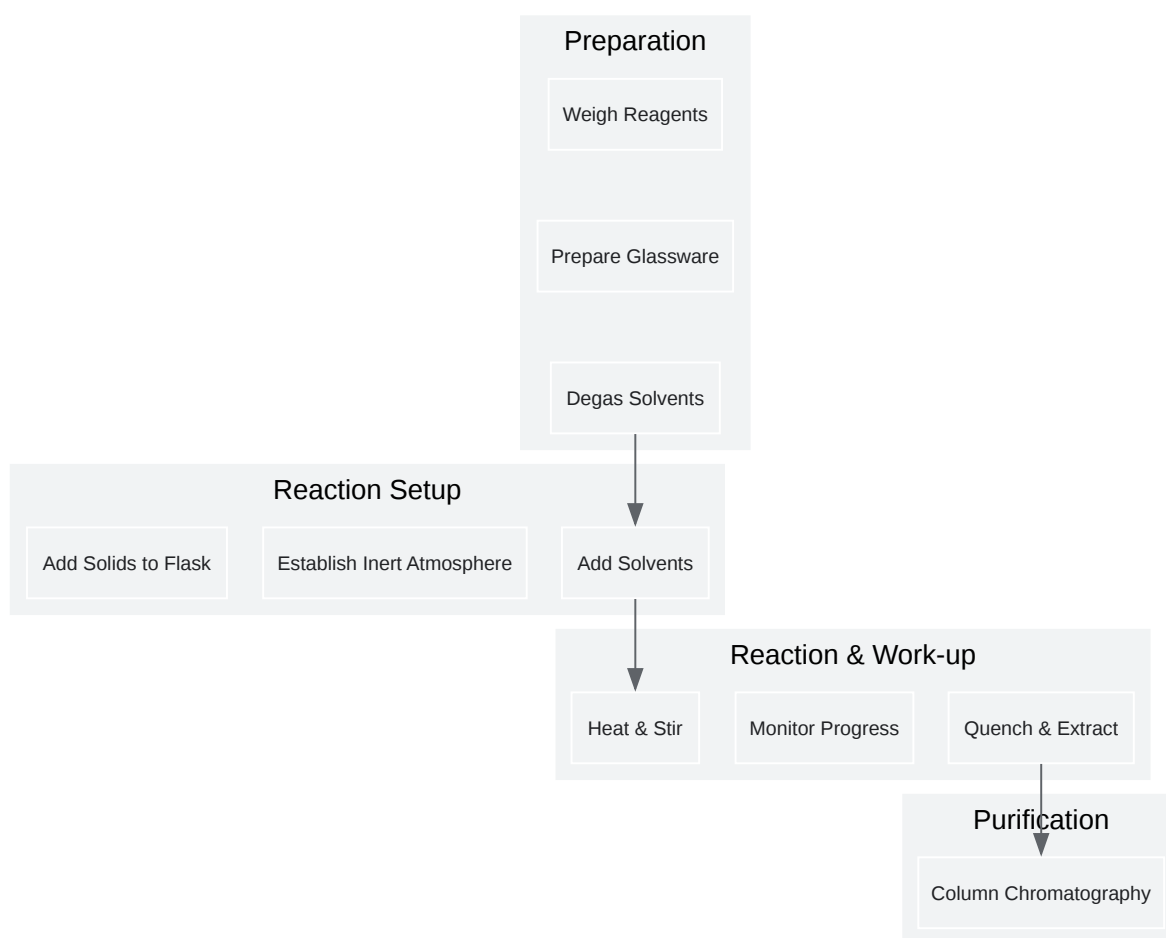 Preparation
Weigh Reagents
Prepare Glassware
Degas Solvents
Reaction Setup
Add Solids to Flask
Establish Inert Atmosphere
Add Solvents
Reaction & Work-up
Heat & Stir
Monitor Progress
Quench & Extract
Purification
Column Chromatography